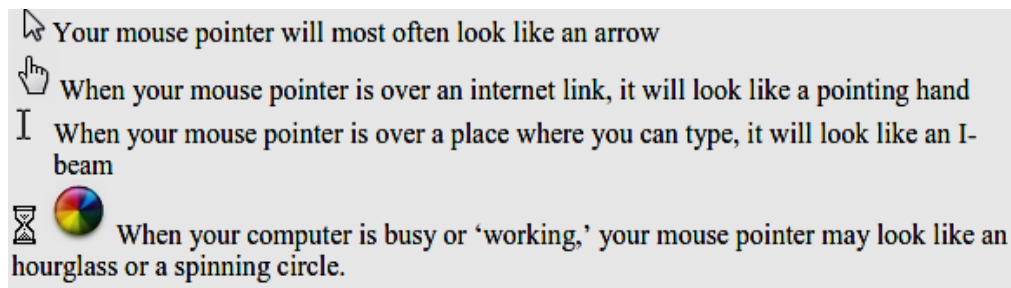 Your mouse pointer will most often look like an arrow
When your mouse pointer is over an internet link, it will look like a pointing hand
When your mouse pointer is over a place where you can type, it will look like an I-
beam
When your computer is busy or ‘working,’ your mouse pointer may look like an
hourglass or a spinning circle.